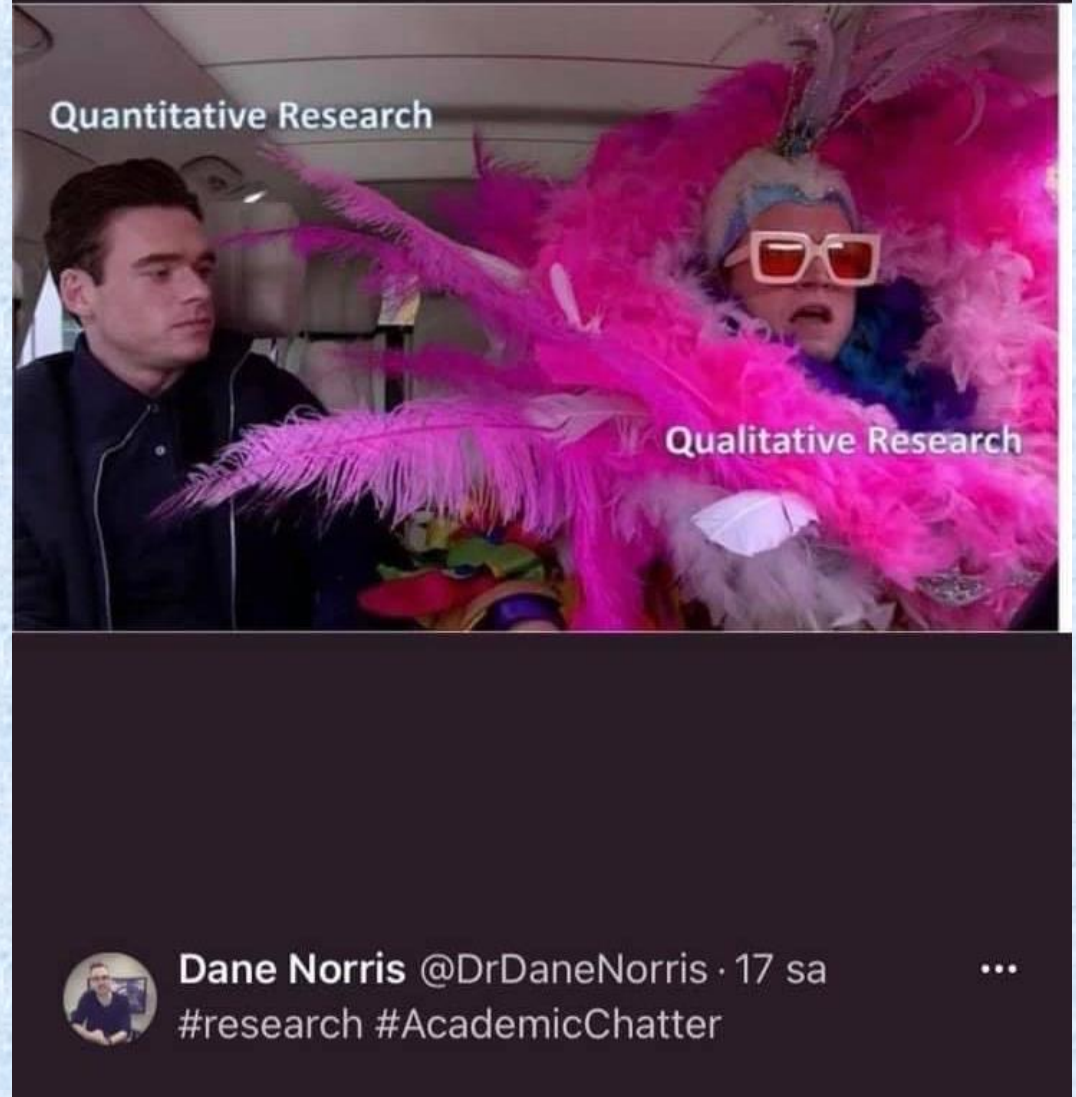 Quantitative Research
Qualitative Research
Dane Norris @DrDaneNorris · 17 sa
#research #AcademicChatter